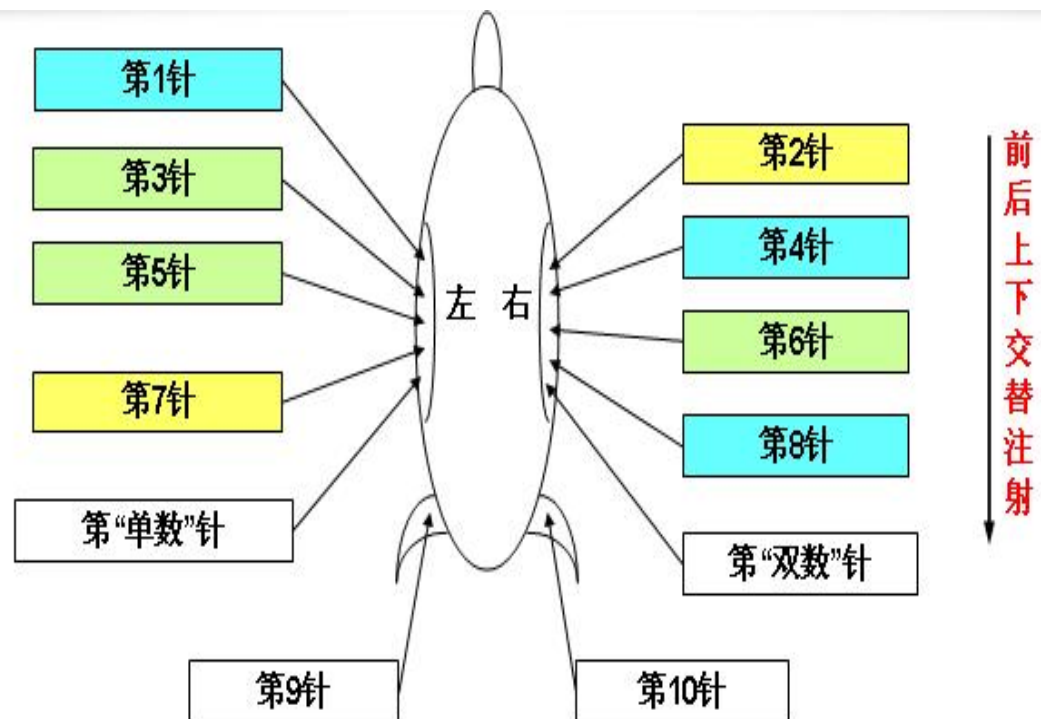 第1针
第2针
第3针
第4针
第5针
左 右
第6针
第7针
第8针
第“单数”针
第“双数”针
第9针
第10针
前后上下交替注射